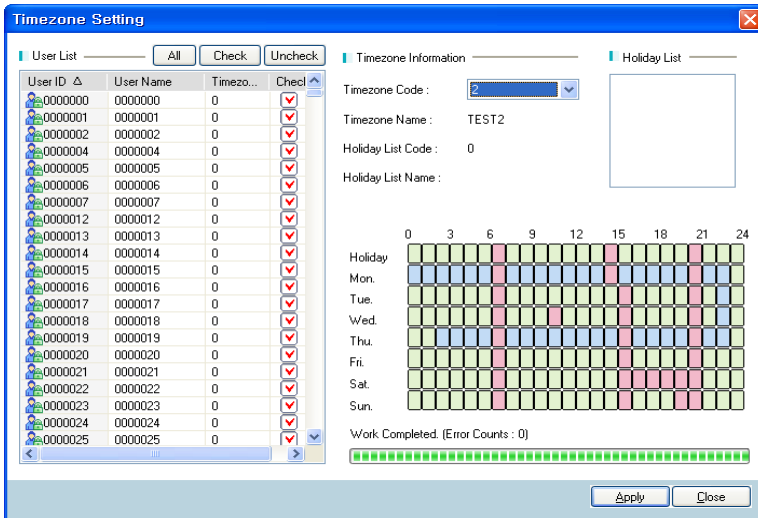 Timezone Setting
User List All Check Uncheck
User ID User Name Timezo... Checl
0000000 0000000 0
0000001 0000001 0
0000002 0000002 0
0000004 0000004 0
0000005 0000005 0
0000006 0000006 0
0000007 0000007 0
0000012 0000012 0
0000013 0000013 0
0000014 0000014 0
0000015 0000015 0
0000016 0000016 0
0000017 0000017 0
0000018 0000018 0
0000019 0000019 0
0000020 0000020 0
0000021 0000021 0
0000022 0000022 0
0000023 0000023 0
0000024 0000024 0
0000025 0000025 0
Timezone Information
Timezone Code : 2
Timezone Name : TEST2
Holiday List Code : 0
Holiday List Name :
Holiday List
0 3 6 9 12 15 18 21 24
Holiday
Mon.
Tue.
Wed.
Thu.
Fri.
Sat.
Sun.
Work Completed. (Error Counts : 0)
Apply Close